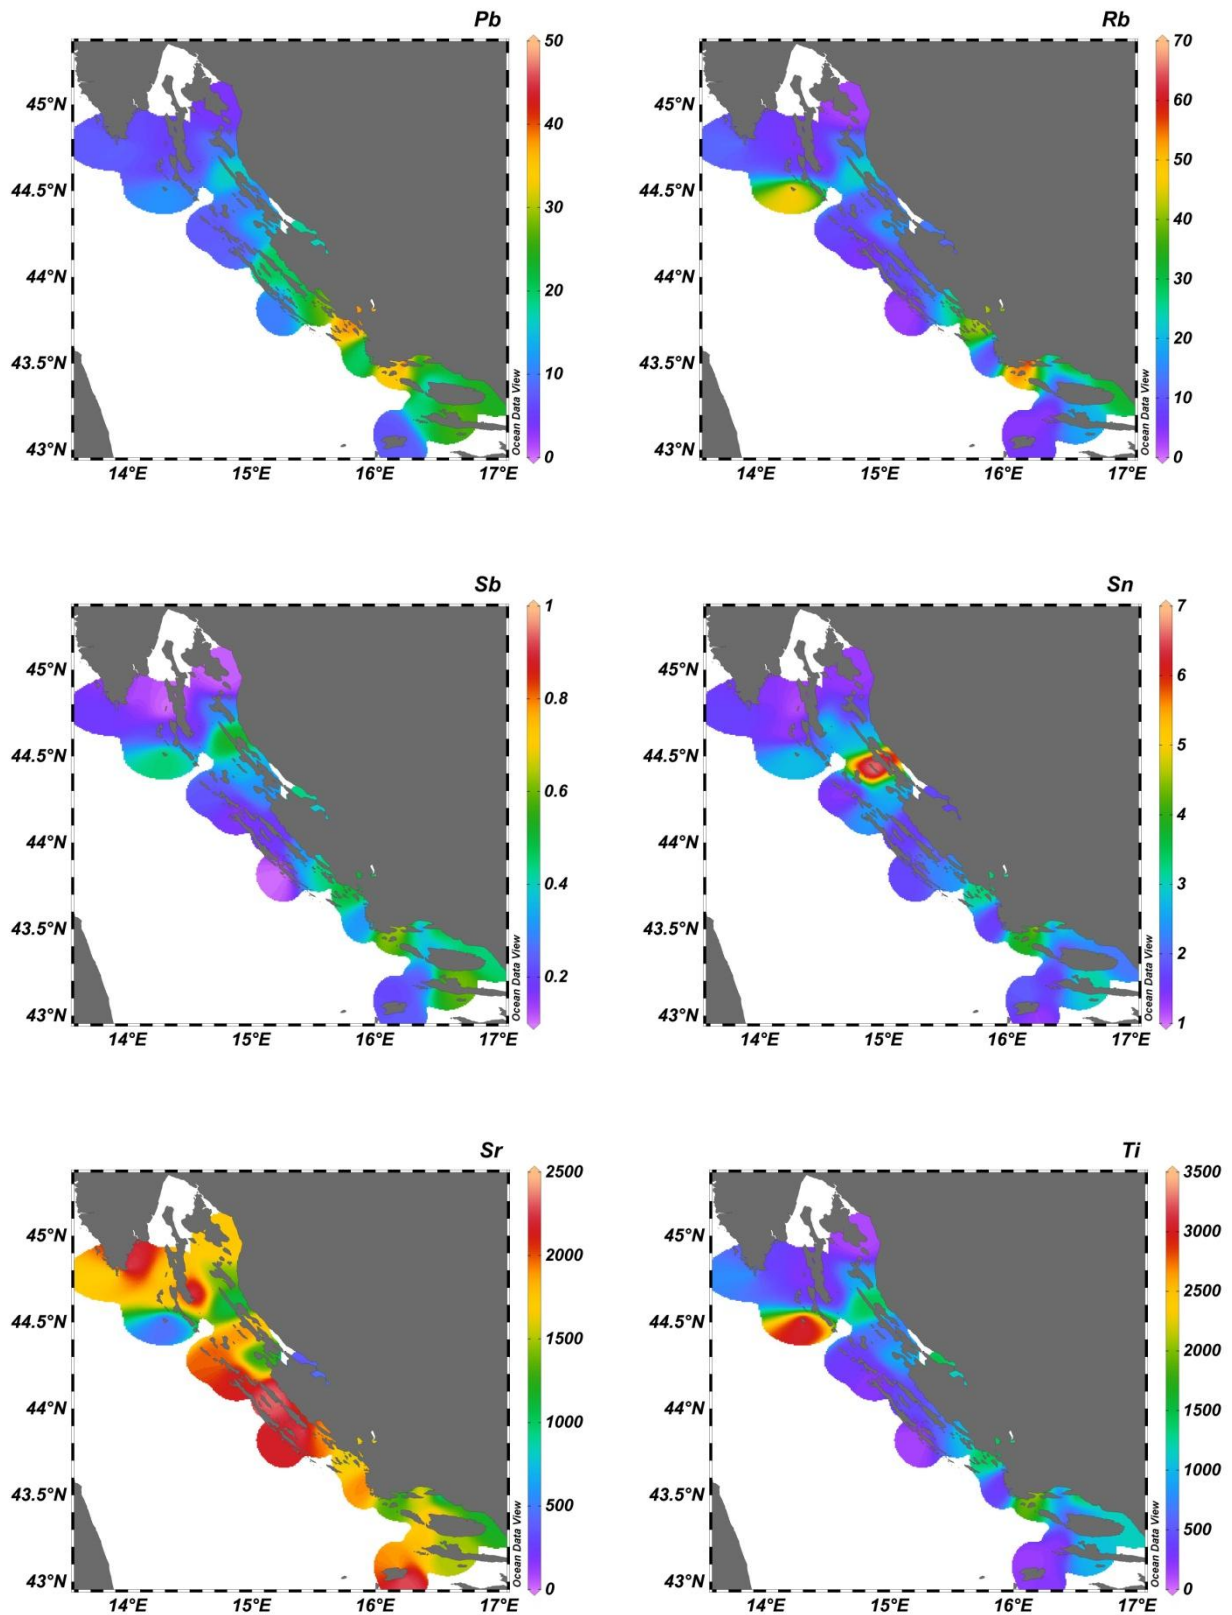 Pb
50
40
30
20
10
0
45°N
44.5°N
44°N
43.5°N
43°N
14°E 15°E 16°E 17°E
Ocean Data View
Rb
70
60
50
40
30
20
10
0
45°N
44.5°N
44°N
43.5°N
43°N
14°E 15°E 16°E 17°E
Ocean Data View
Sb
1
0.8
0.6
0.4
0.2
45°N
44.5°N
44°N
43.5°N
43°N
14°E 15°E 16°E 17°E
Ocean Data View
Sn
7
6
5
4
3
2
1
45°N
44.5°N
44°N
43.5°N
43°N
14°E 15°E 16°E 17°E
Ocean Data View
Sr
2500
2000
1500
1000
500
0
45°N
44.5°N
44°N
43.5°N
43°N
14°E 15°E 16°E 17°E
Ocean Data View
Ti
3500
3000
2500
2000
1500
1000
500
0
45°N
44.5°N
44°N
43.5°N
43°N
14°E 15°E 16°E 17°E
Ocean Data View